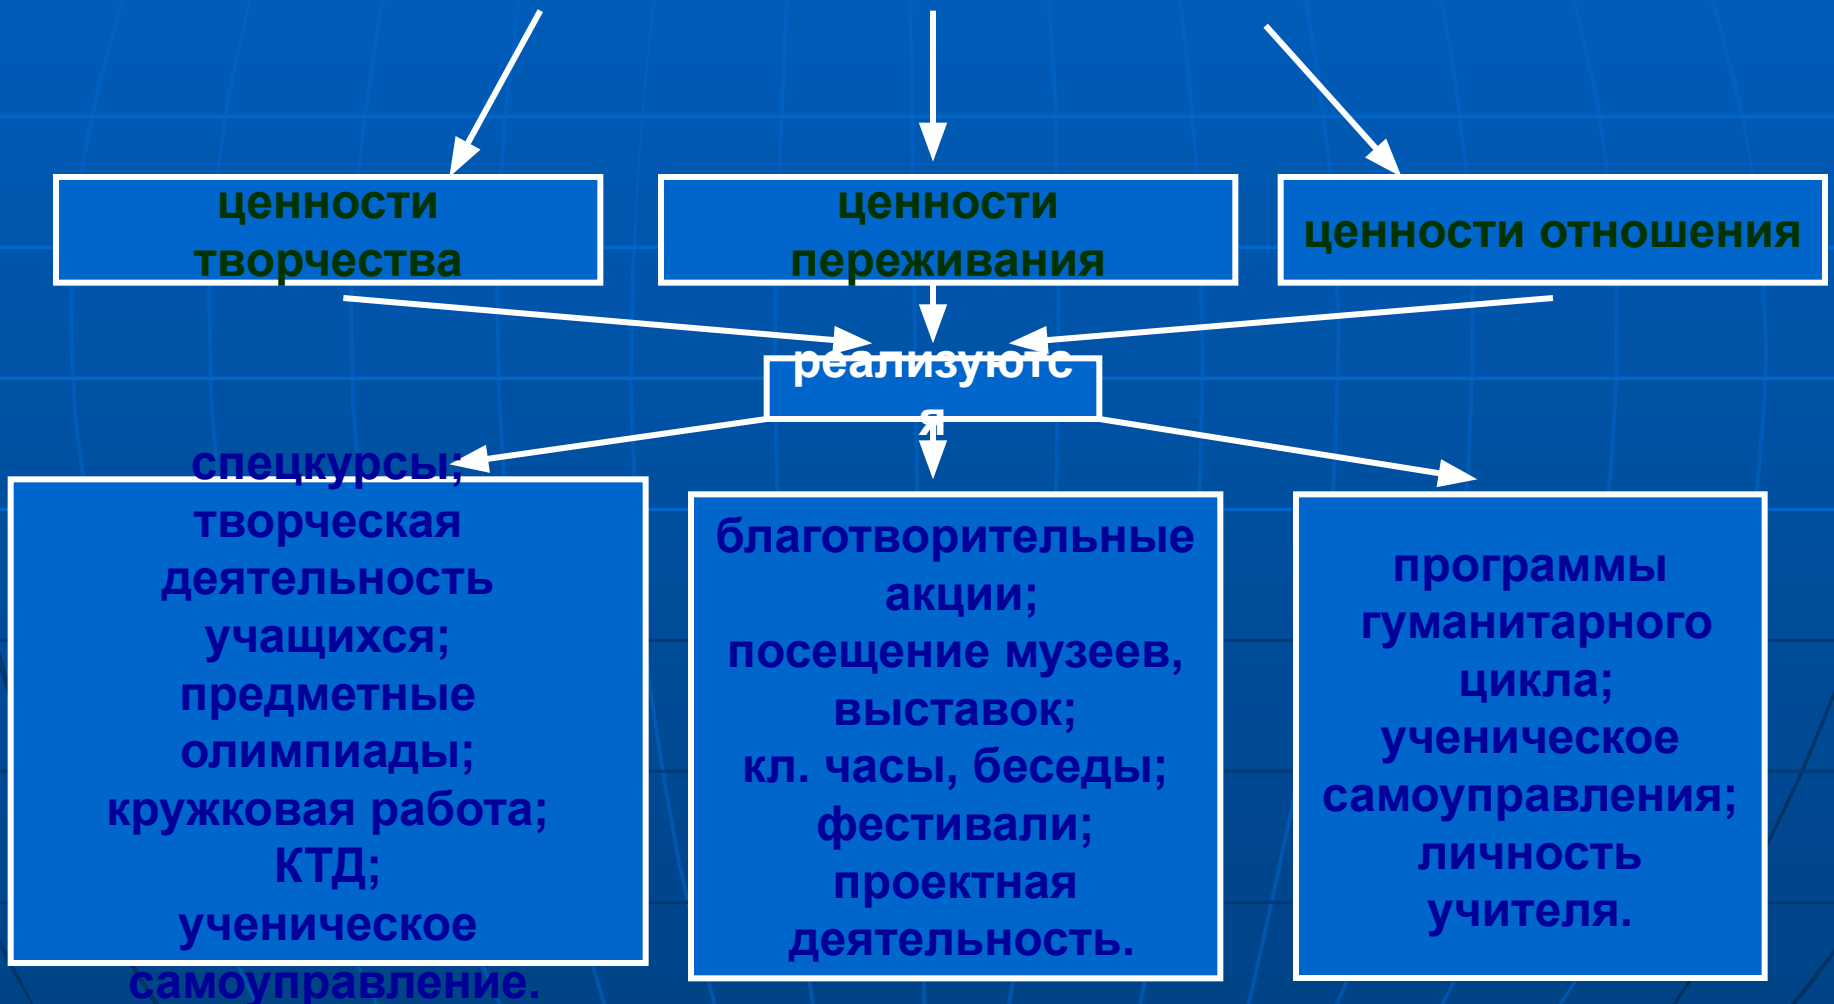 ценности
творчества
ценности
переживания
ценности отношения
реализуютс
я
спецкурсы;
творческая
деятельность
учащихся;
предметные
олимпиады;
кружковая работа;
КТД;
ученическое
самоуправление.
благотворительные
акции;
посещение музеев,
выставок;
кл. часы, беседы;
фестивали;
проектная
деятельность.
программы
гуманитарного
цикла;
ученическое
самоуправления;
личность
учителя.